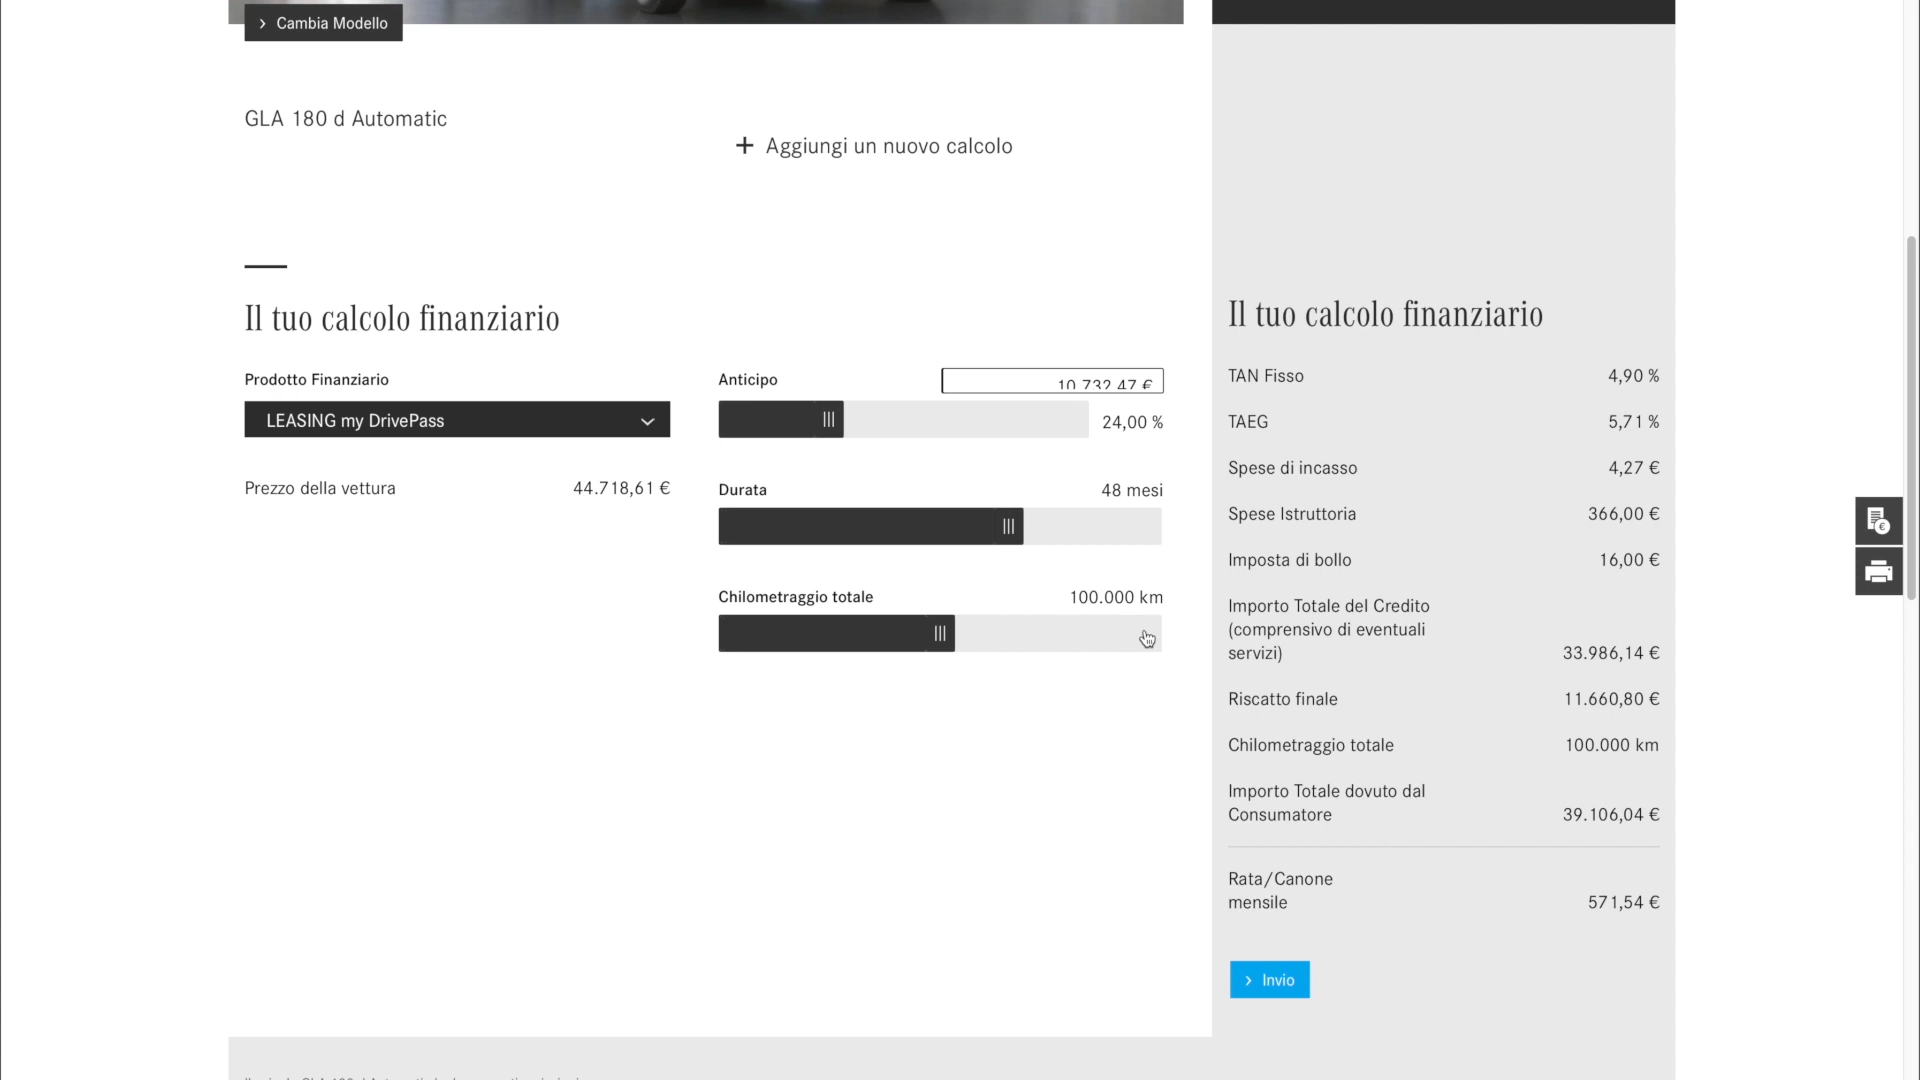 Cambia Modello
GLA 180 d Automatic
Aggiungi un nuovo calcolo
Il tuo calcolo finanziario
Prodotto Finanziario
LEASING my DrivePass
Prezzo della vettura 44.718,61 €
Anticipo 10.732,47 €
24,00 %
Durata 48 mesi
Chilometraggio totale 100.000 km
Il tuo calcolo finanziario
TAN Fisso 4,90 %
TAEG 5,71 %
Spese di incasso 4,27 €
Spese Istruttoria 366,00 €
Imposta di bollo 16,00 €
Importo Totale del Credito
(comprensivo di eventuali
servizi) 33.986,14 €
Riscatto finale 11.660,80 €
Chilometraggio totale 100.000 km
Importo Totale dovuto dal
Consumatore 39.106,04 €
Rata/Canone
mensile 571,54 €
Invio